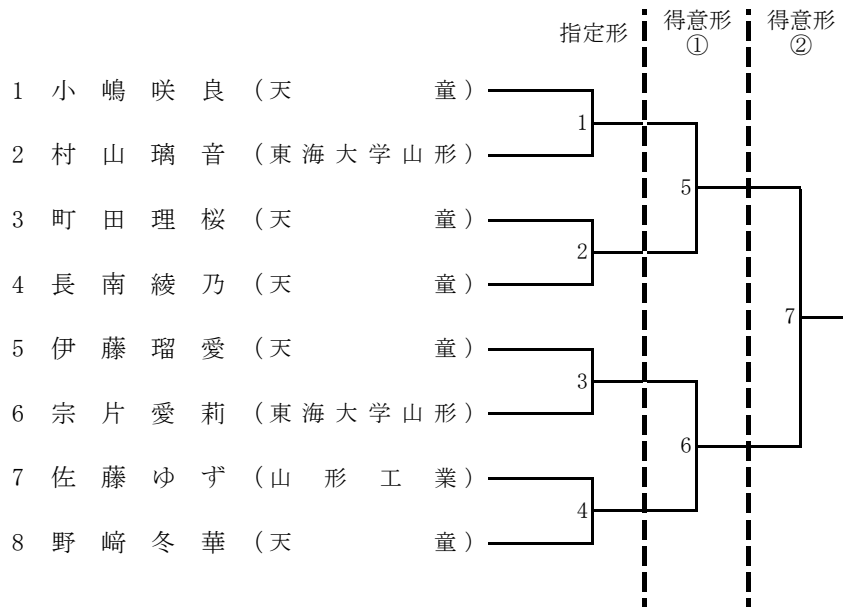 指定形 得意形① 得意形②
1 小嶋咲良 (天童)
1
2 村山璃音 (東海大学山形)
5
3 町田理桜 (天童)
2
4 長南綾乃 (天童)
7
5 伊藤瑠愛 (天童)
3
6 宗片愛莉 (東海大学山形)
6
7 佐藤ゆず (山形工業)
4
8 野﨑冬華 (天童)